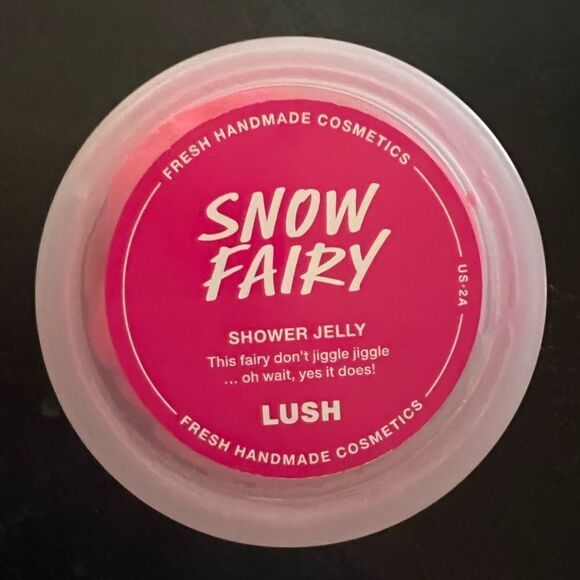 FRESH HANDMADE COSMETICS
SNOW
FAIRY
US-2A
SHOWER JELLY
This fairy don't jiggle jiggle
... oh wait, yes it does!
LUSH
FRESH HANDMADE COSMETICS